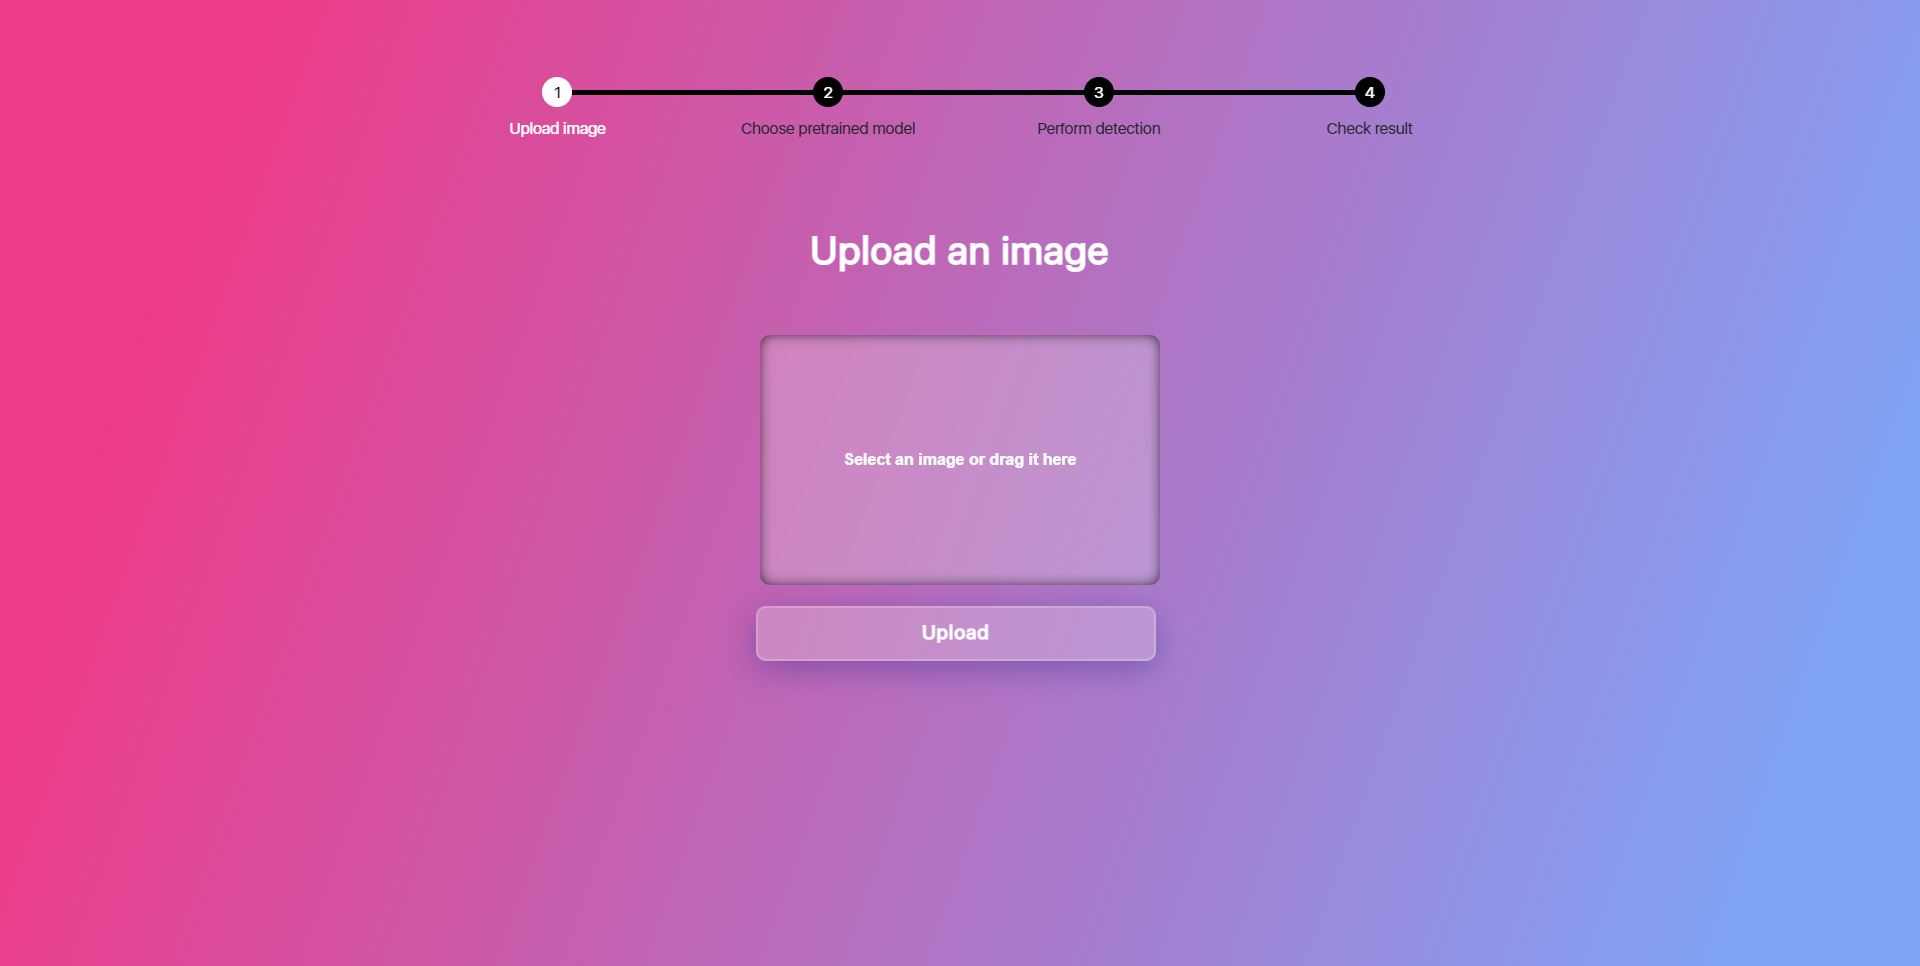 1 2 3 4
Upload image Choose pretrained model Perform detection Check result
Upload an image
Select an image or drag it here
Upload